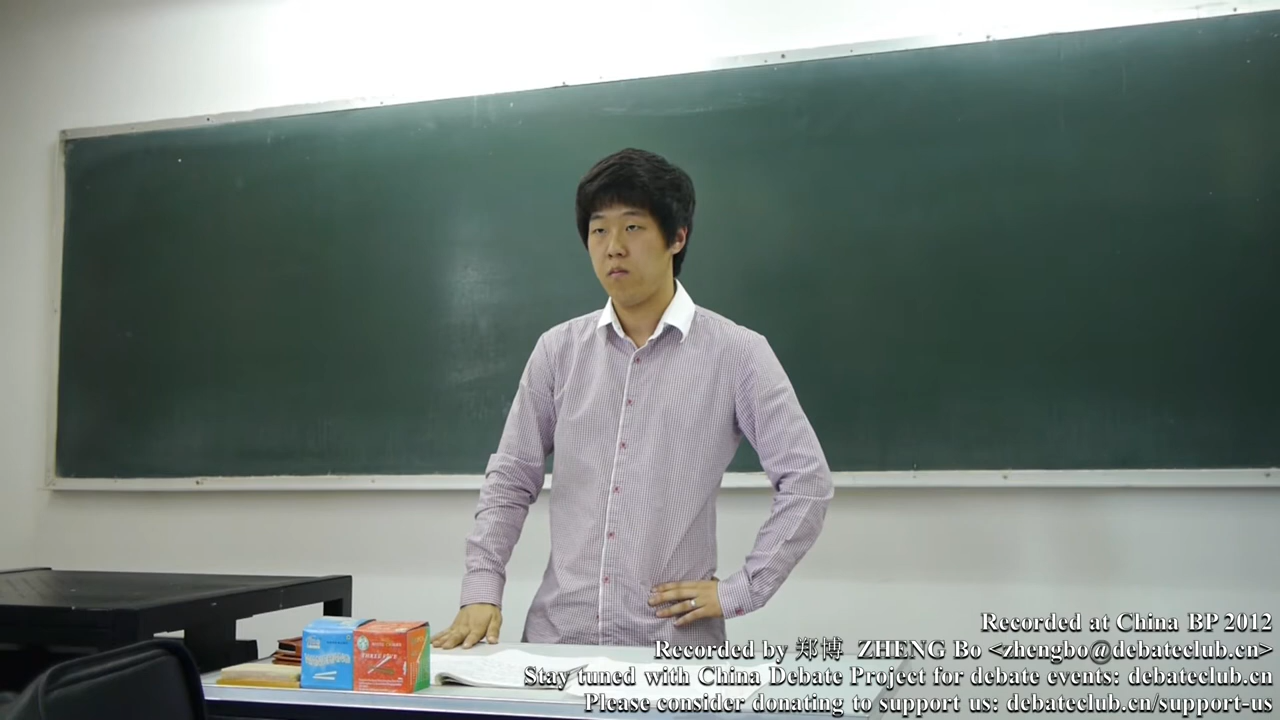 Recorded at China BP 2012
Recorded by 郑博 ZHENG Bo <zhengbo@debateclub.cn>
Stay tuned with China Debate Project for debate events: debateclub.cn
Please consider donating to support us: debateclub.cn/support-us